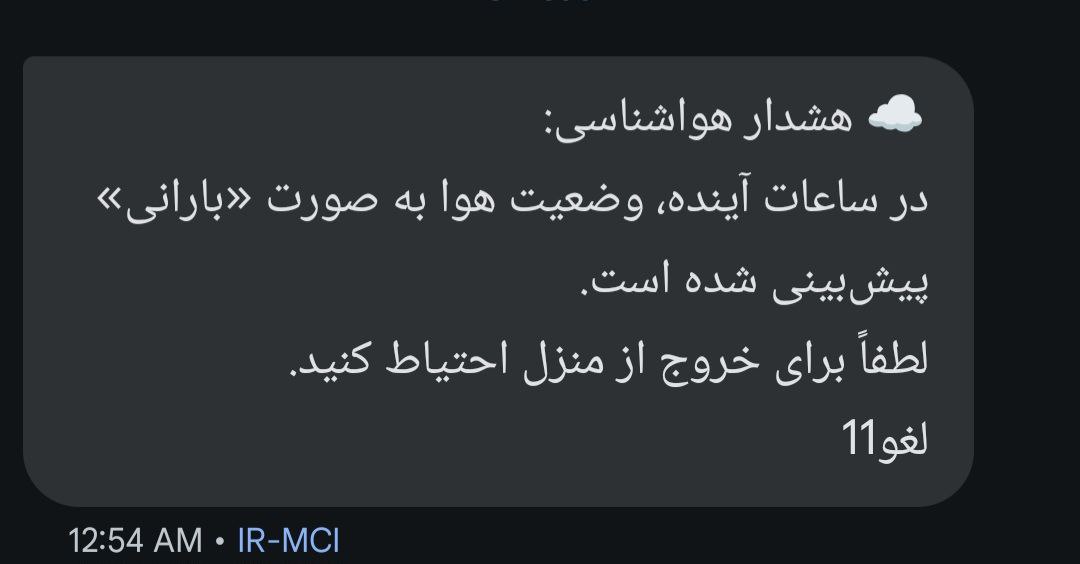 ☁️ هشدار هواشناسی:
در ساعات آینده، وضعیت هوا به صورت «بارانی»
پیش‌بینی شده است.
لطفاً برای خروج از منزل احتیاط کنید.
لغو11
12:54 AM • IR-MCI